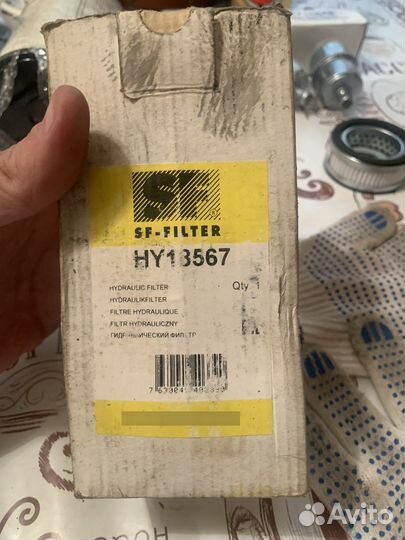 SF
SF-FILTER
HY13567
HYDRAULIC FILTER Qty. 1
HYDRAULIKFILTER
FILTRE HYDRAULIQUE
FILTR HYDRAULICZNY
Avito